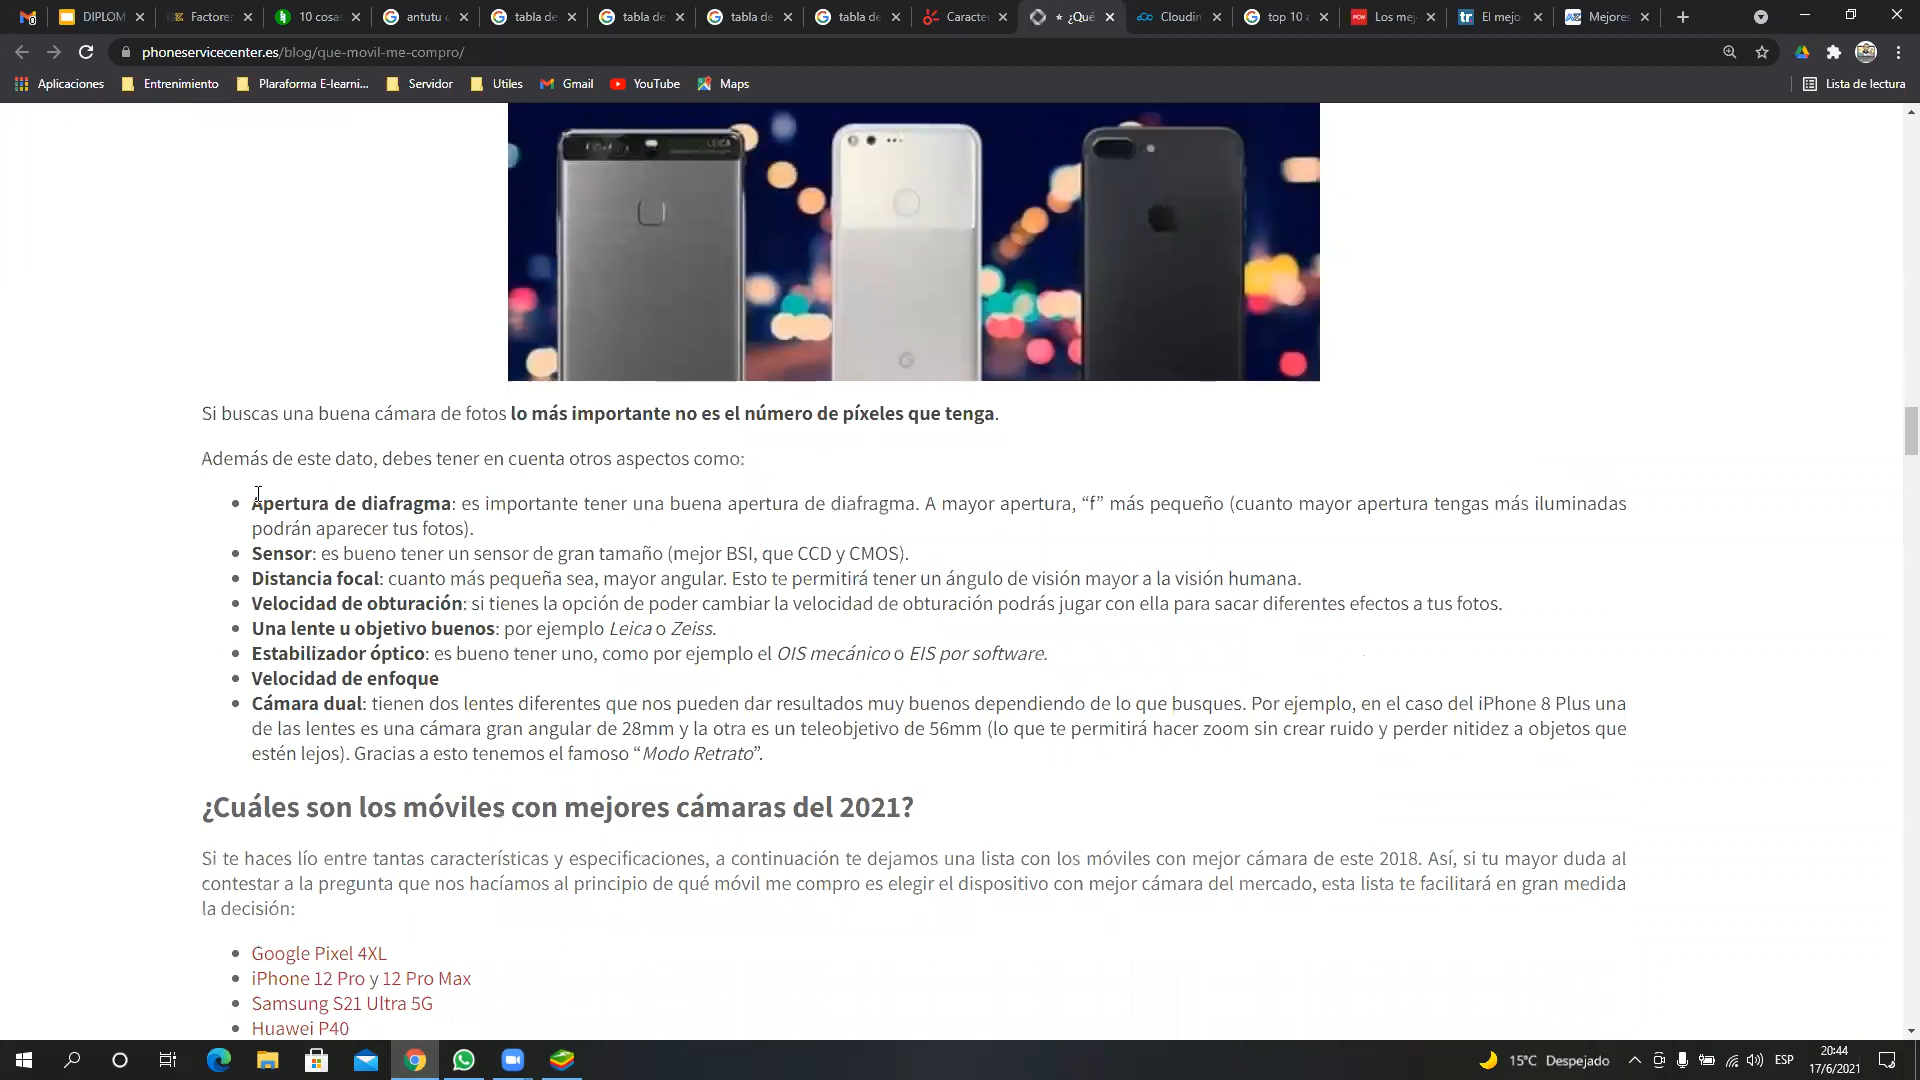 DIPLOM
Factore:
10 cosa
antutu
tabla de
tabla de
tabla de
tabla de
Caracte
* ¿Qué
Cloudin
top 10 a
Los mej
El mejo
Mejores
phoneservicecenter.es/blog/que-movil-me-compro/
Aplicaciones
Entrenimiento
Plaraforma E-learni...
Servidor
Utiles
Gmail
YouTube
Maps
Lista de lectura
LEICA
Si buscas una buena cámara de fotos lo más importante no es el número de píxeles que tenga.
Además de este dato, debes tener en cuenta otros aspectos como:
Apertura de diafragma: es importante tener una buena apertura de diafragma. A mayor apertura, “f” más pequeño (cuanto mayor apertura tengas más iluminadas
podrán aparecer tus fotos).
Sensor: es bueno tener un sensor de gran tamaño (mejor BSI, que CCD y CMOS).
Distancia focal: cuanto más pequeña sea, mayor angular. Esto te permitirá tener un ángulo de visión mayor a la visión humana.
Velocidad de obturación: si tienes la opción de poder cambiar la velocidad de obturación podrás jugar con ella para sacar diferentes efectos a tus fotos.
Una lente u objetivo buenos: por ejemplo Leica o Zeiss.
Estabilizador óptico: es bueno tener uno, como por ejemplo el OIS mecánico o EIS por software.
Velocidad de enfoque
Cámara dual: tienen dos lentes diferentes que nos pueden dar resultados muy buenos dependiendo de lo que busques. Por ejemplo, en el caso del iPhone 8 Plus una
de las lentes es una cámara gran angular de 28mm y la otra es un teleobjetivo de 56mm (lo que te permitirá hacer zoom sin crear ruido y perder nitidez a objetos que
estén lejos). Gracias a esto tenemos el famoso “Modo Retrato”.
¿Cuáles son los móviles con mejores cámaras del 2021?
Si te haces lío entre tantas características y especificaciones, a continuación te dejamos una lista con los móviles con mejor cámara de este 2018. Así, si tu mayor duda al
contestar a la pregunta que nos hacíamos al principio de qué móvil me compro es elegir el dispositivo con mejor cámara del mercado, esta lista te facilitará en gran medida
la decisión:
Google Pixel 4XL
iPhone 12 Pro y 12 Pro Max
Samsung S21 Ultra 5G
Huawei P40
15°C Despejado
ESP
20:44
17/6/2021